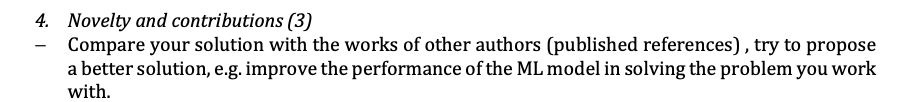 4. Novelty and contributions (3)
– Compare your solution with the works of other authors (published references) , try to propose
a better solution, e.g. improve the performance of the ML model in solving the problem you work
with.